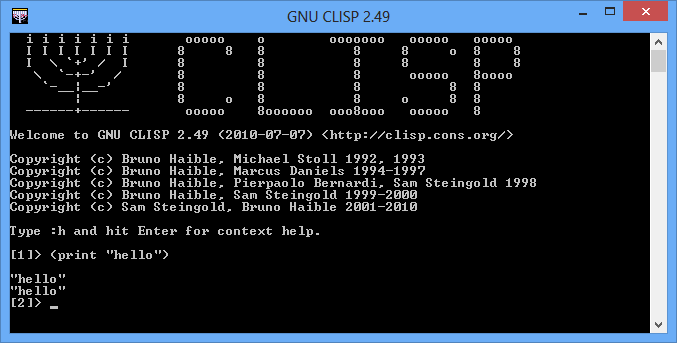 GNU CLISP 2.49
i i i i i i i       ooooo    o        ooooooo   ooooo   ooooo
I I I I I I I      8     8   8           8     8     o  8    8
I  \ `+' /  I      8         8           8     8        8    8
 \  `-+-'  /       8         8           8      ooooo   8oooo
  `-__|__-'        8         8           8           8  8
      |            8     o   8           8     o     8  8
------+------       ooooo    8oooooo  ooo8ooo   ooooo   8
Welcome to GNU CLISP 2.49 (2010-07-07) <http://clisp.cons.org/>
Copyright (c) Bruno Haible, Michael Stoll 1992, 1993
Copyright (c) Bruno Haible, Marcus Daniels 1994-1997
Copyright (c) Bruno Haible, Pierpaolo Bernardi, Sam Steingold 1998
Copyright (c) Bruno Haible, Sam Steingold 1999-2000
Copyright (c) Sam Steingold, Bruno Haible 2001-2010
Type :h and hit Enter for context help.
[1]> (print "hello")
"hello"
"hello"
[2]> _